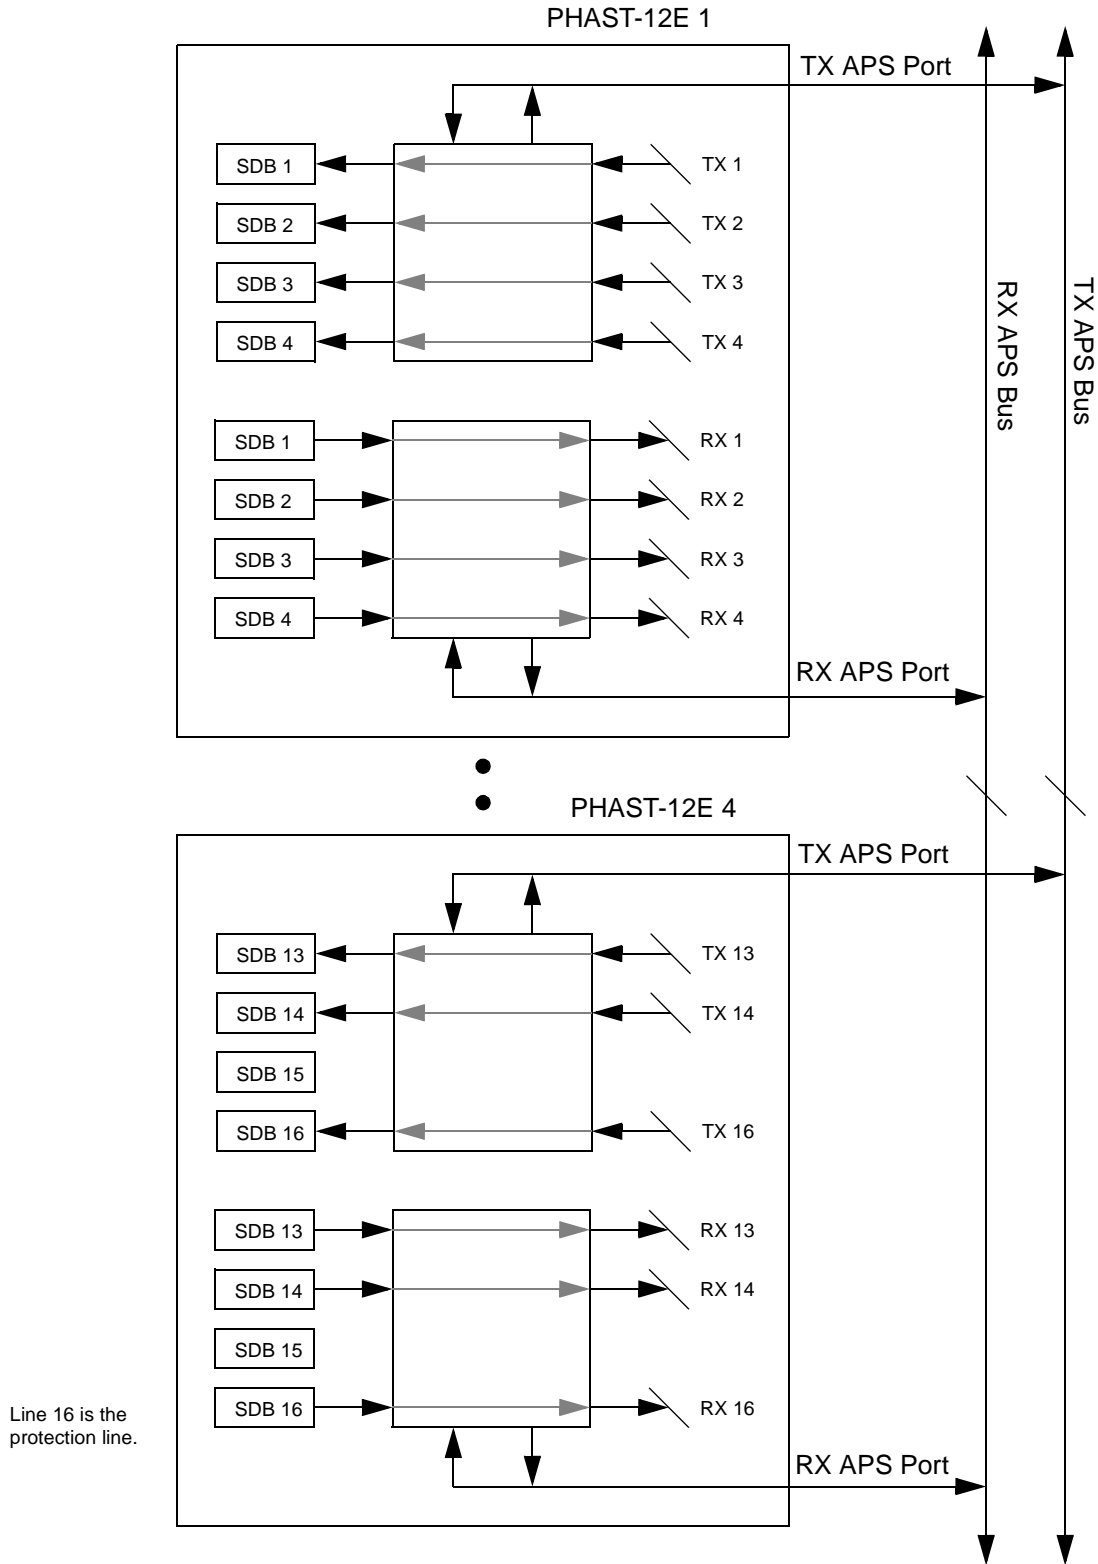 PHAST-12E 1
TX APS Port
SDB 1
TX 1
SDB 2
TX 2
SDB 3
TX 3
SDB 4
TX 4
RX APS Bus
TX APS Bus
SDB 1
RX 1
SDB 2
RX 2
SDB 3
RX 3
SDB 4
RX 4
RX APS Port
PHAST-12E 4
TX APS Port
SDB 13
TX 13
SDB 14
TX 14
SDB 15
SDB 16
TX 16
SDB 13
RX 13
SDB 14
RX 14
SDB 15
SDB 16
RX 16
Line 16 is the
protection line.
RX APS Port